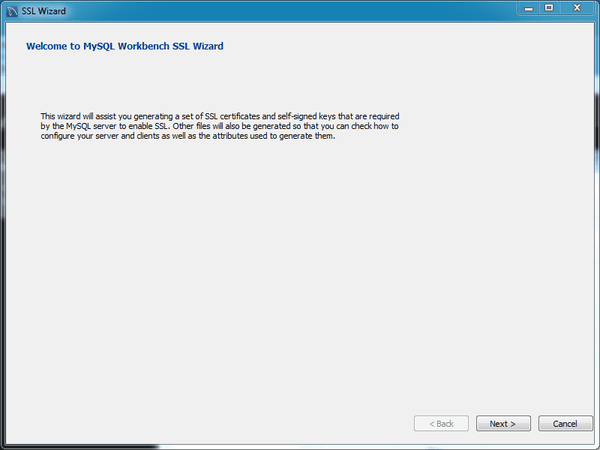 SSL Wizard
Welcome to MySQL Workbench SSL Wizard
This wizard will assist you generating a set of SSL certificates and self-signed keys that are required
by the MySQL server to enable SSL. Other files will also be generated so that you can check how to
configure your server and clients as well as the attributes used to generate them.
< Back Next > Cancel